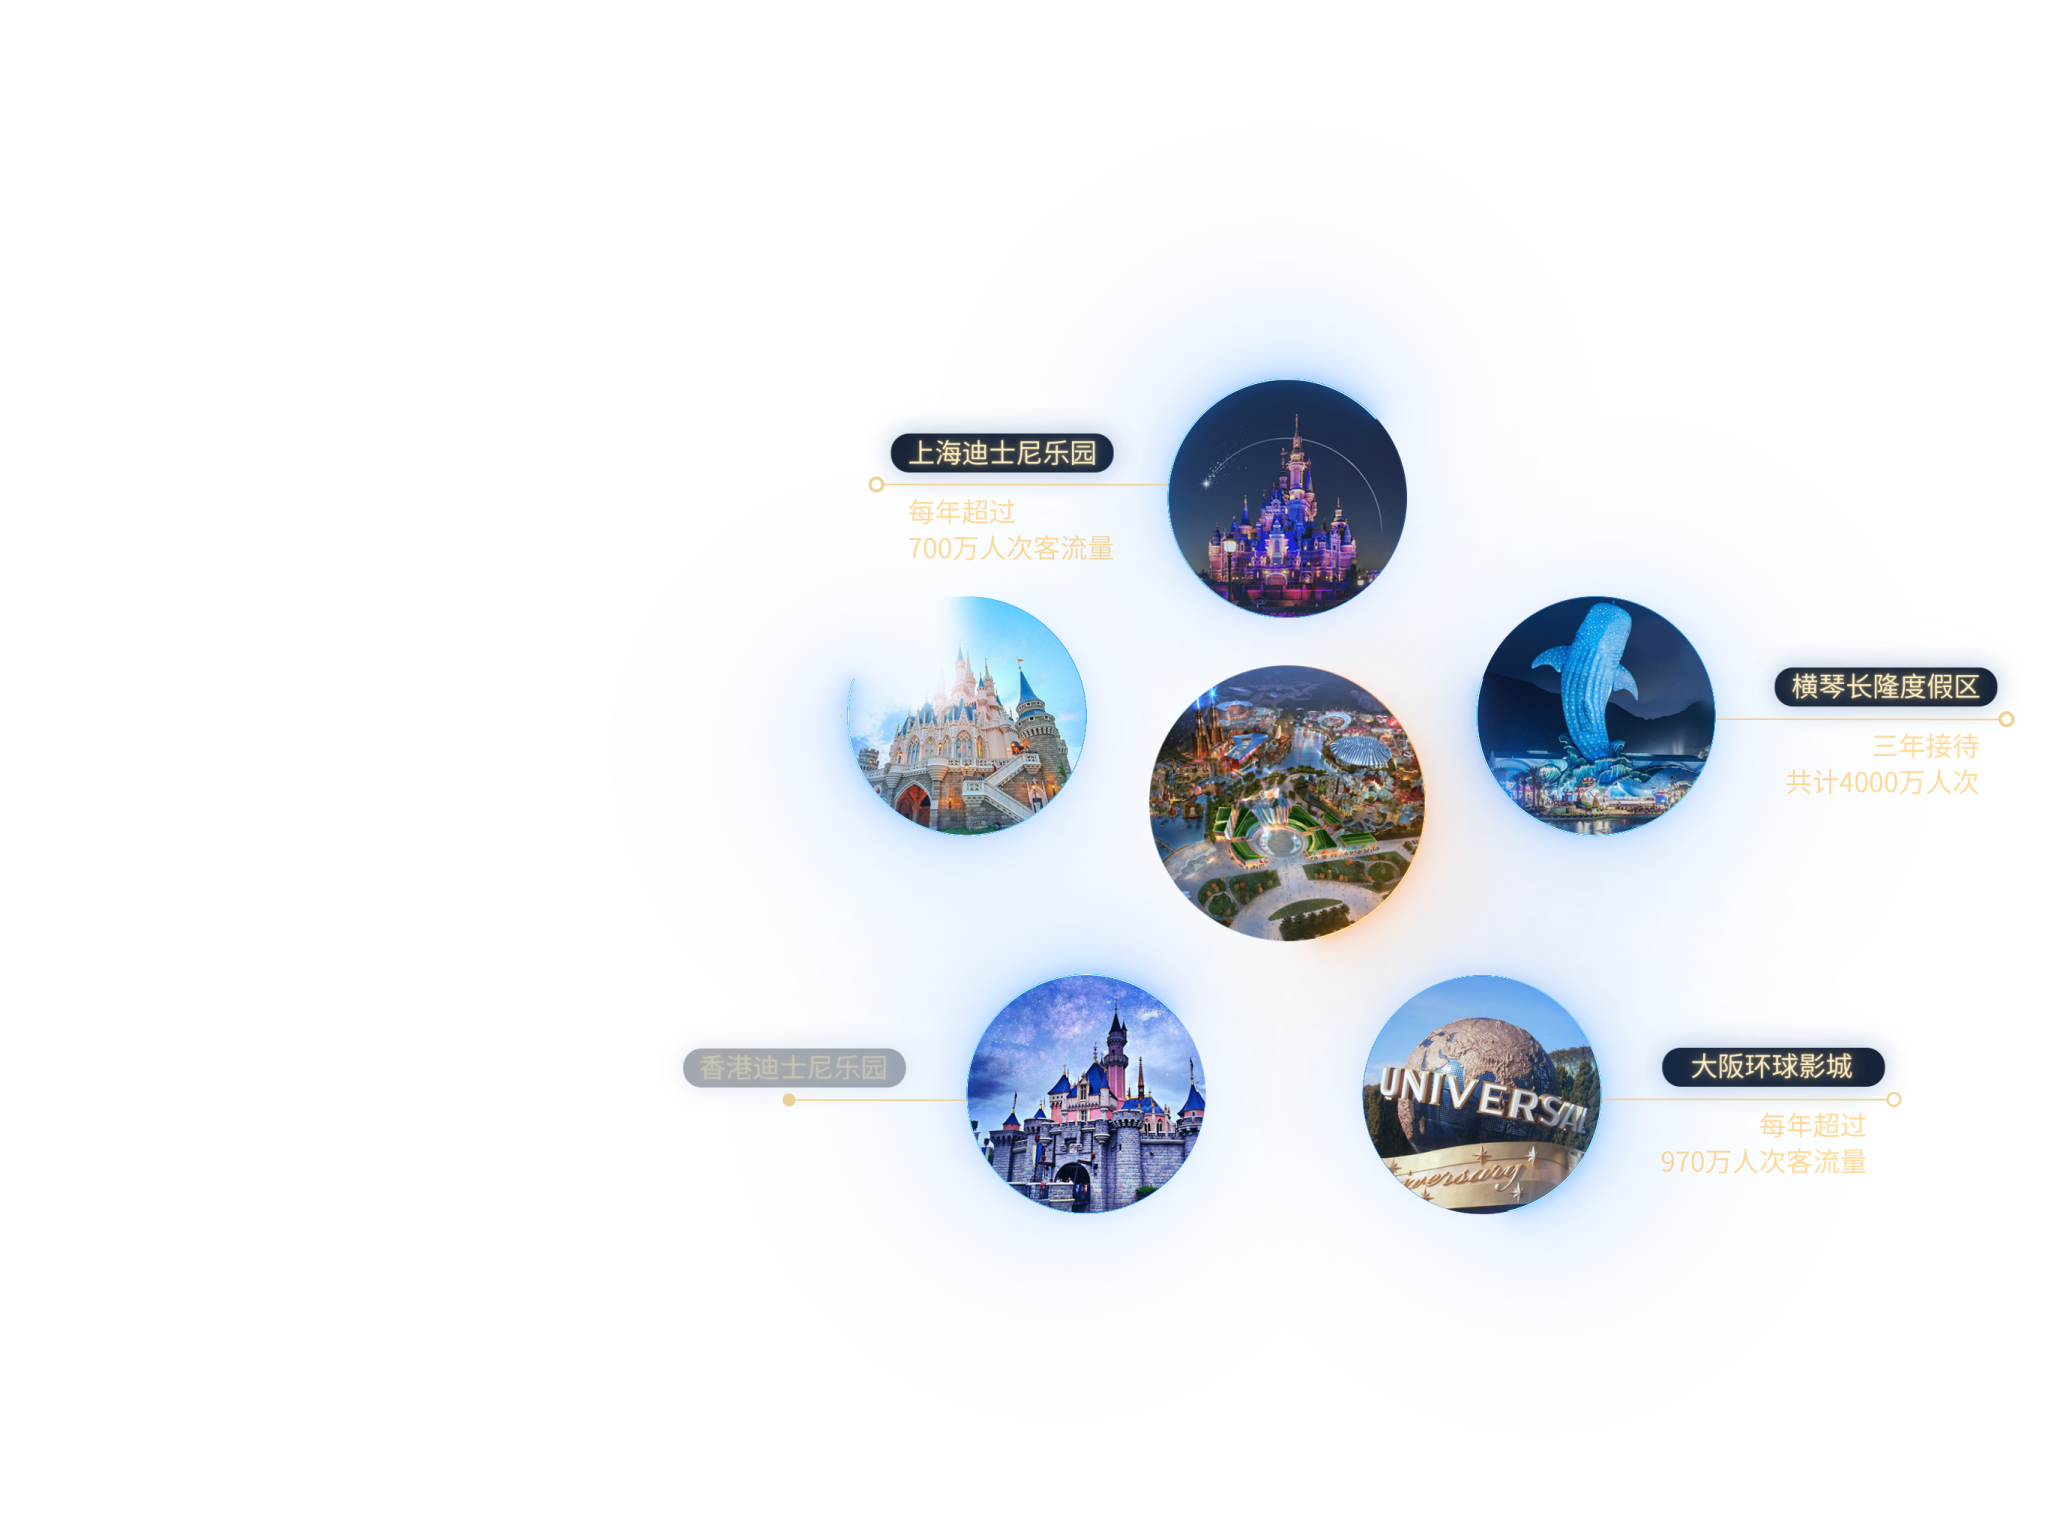 上海迪士尼乐园
每年超过
700万人次客流量
横琴长隆度假区
三年接待
共计4000万人次
香港迪士尼乐园
大阪环球影城
每年超过
970万人次客流量
UNIVERSAL
iversary